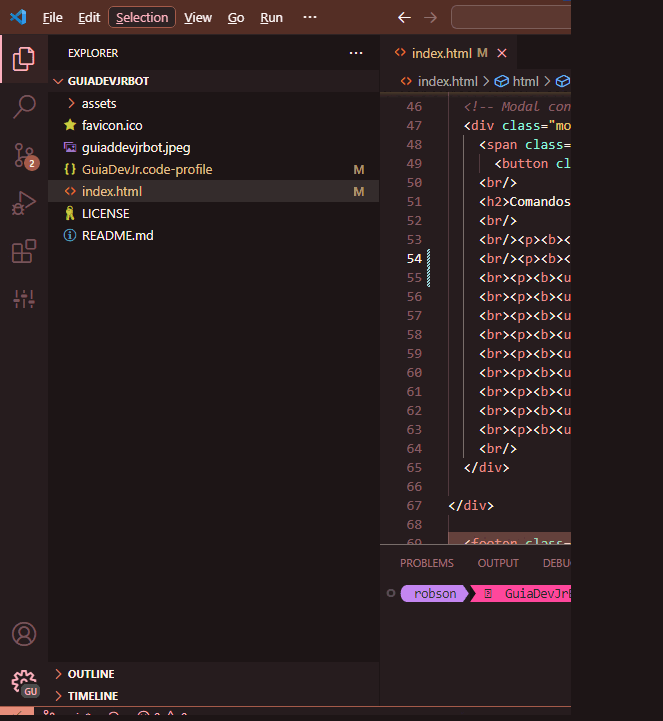 File Edit Selection View Go Run ···
EXPLORER ···
GUIADEVJRBOT
assets
favicon.ico
guiaddevjrbot.jpeg
{} GuiaDevJr.code-profile M
<> index.html M
LICENSE
README.md
2
GU
OUTLINE
TIMELINE
<> index.html M ×
<> index.html > html >
46 <!-- Modal con
47 <div class="mo
48 <span class=
49 <button cl
50 <br/>
51 <h2>Comandos
52 <br/>
53 <br/><p><b><
54 <br/><p><b><
55 <br><p><b><u
56 <br><p><b><u
57 <br><p><b><u
58 <br><p><b><u
59 <br><p><b><u
60 <br><p><b><u
61 <br><p><b><u
62 <br><p><b><u
63 <br><p><b><u
64 <br/>
65 </div>
66
67 </div>
68
69 <footer class=
PROBLEMS OUTPUT DEBU
robson GuiaDevJrB